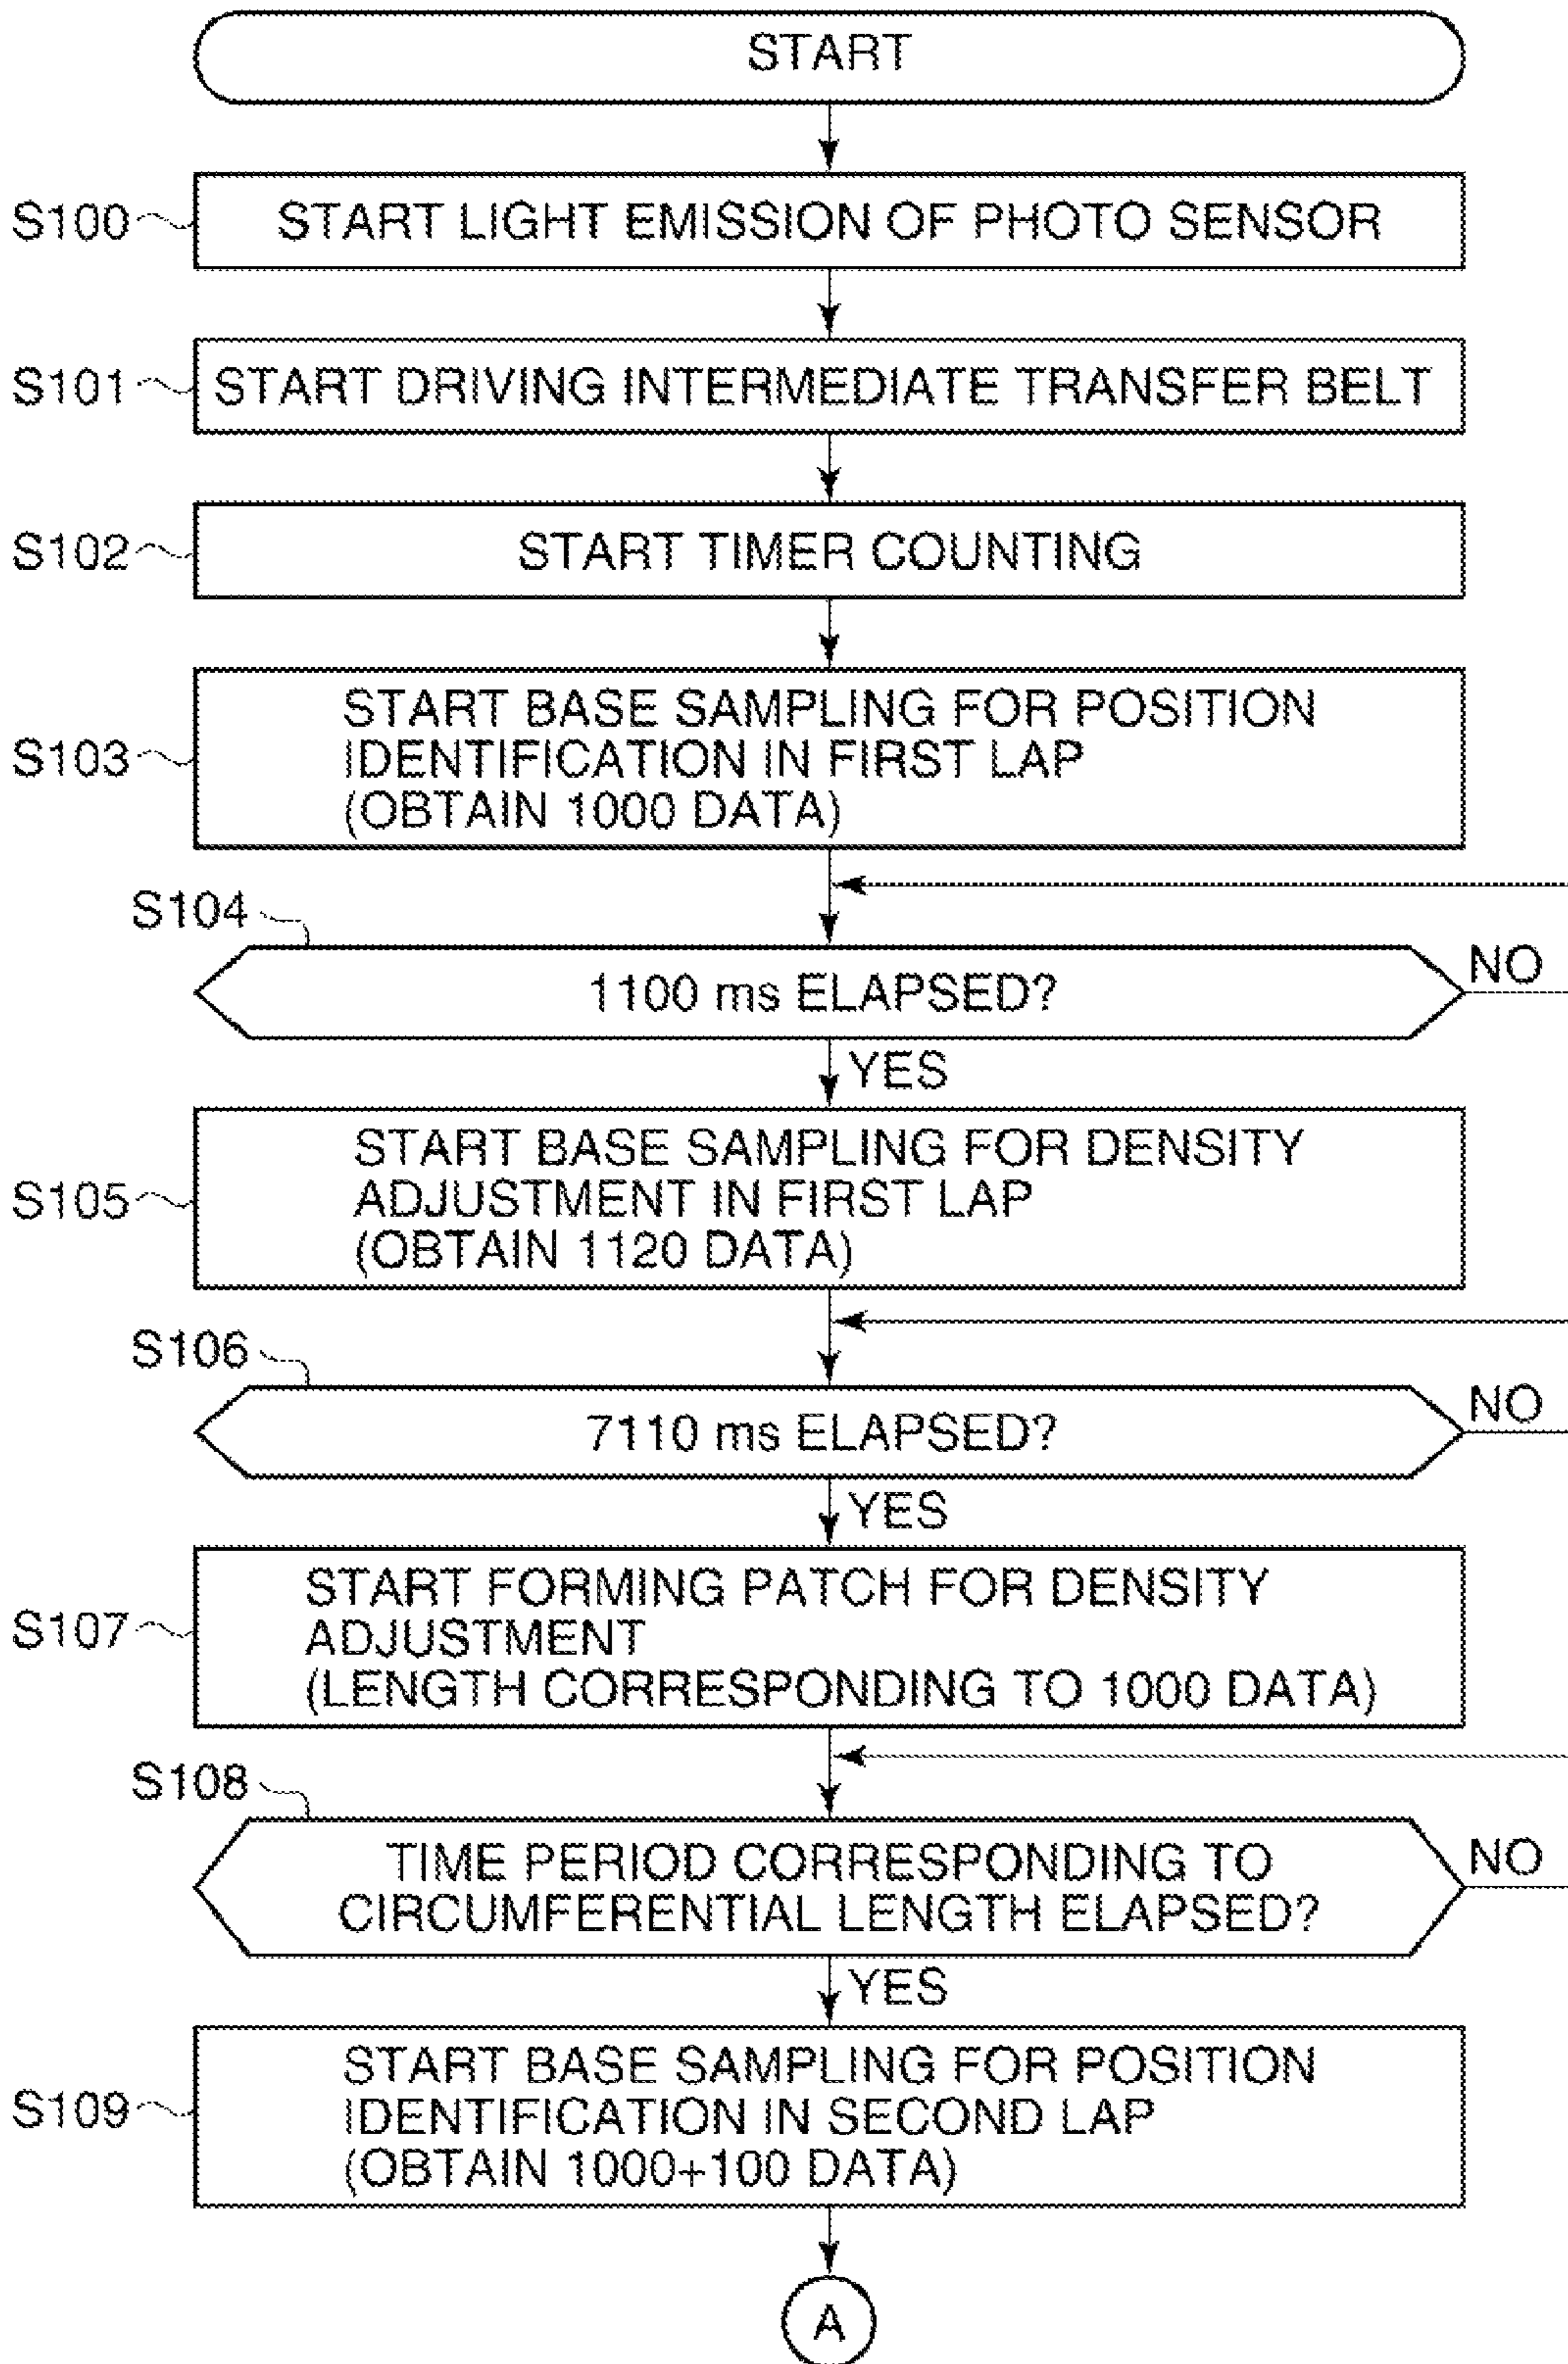 START
S100
START LIGHT EMISSION OF PHOTO SENSOR
S101
START DRIVING INTERMEDIATE TRANSFER BELT
S102
START TIMER COUNTING
S103
START BASE SAMPLING FOR POSITION
IDENTIFICATION IN FIRST LAP
(OBTAIN 1000 DATA)
S104
1100 ms ELAPSED?
NO
YES
S105
START BASE SAMPLING FOR DENSITY
ADJUSTMENT IN FIRST LAP
(OBTAIN 1120 DATA)
S106
7110 ms ELAPSED?
NO
YES
S107
START FORMING PATCH FOR DENSITY
ADJUSTMENT
(LENGTH CORRESPONDING TO 1000 DATA)
S108
TIME PERIOD CORRESPONDING TO
CIRCUMFERENTIAL LENGTH ELAPSED?
NO
YES
S109
START BASE SAMPLING FOR POSITION
IDENTIFICATION IN SECOND LAP
(OBTAIN 1000+100 DATA)
A